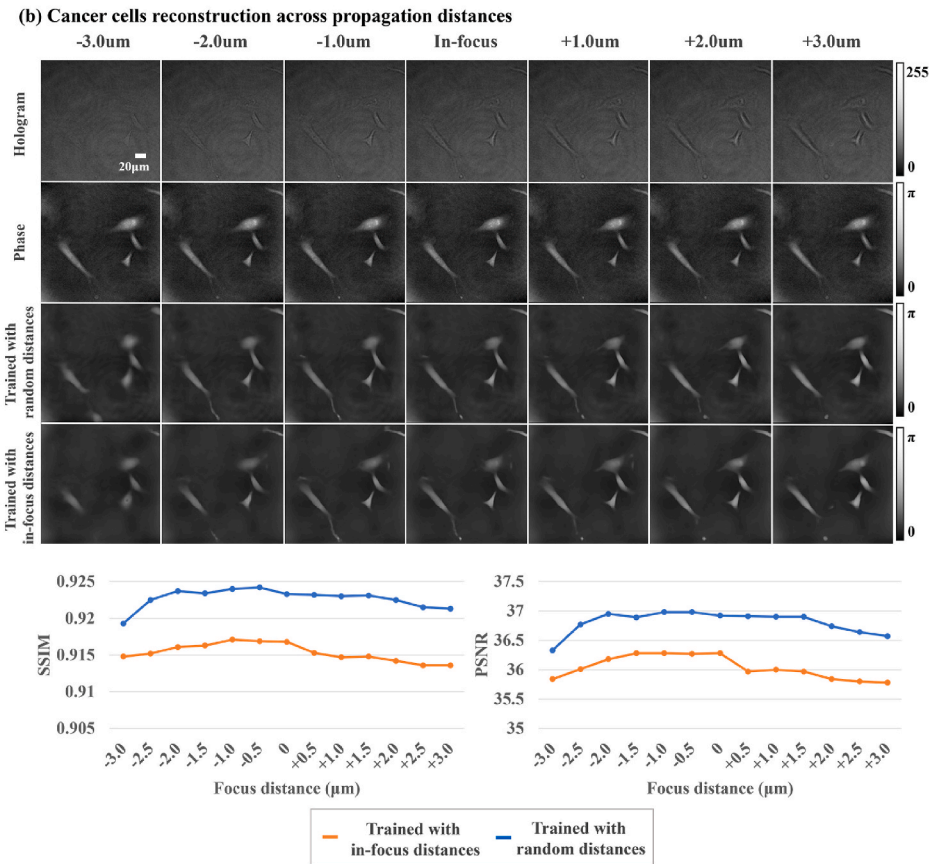 (b) Cancer cells reconstruction across propagation distances
-3.0um -2.0um -1.0um In-focus +1.0um +2.0um +3.0um
Hologram
20μm
255
0
Phase
π
0
Trained with
random distances
π
0
Trained with
in-focus distances
π
0
SSIM
0.925
0.92
0.915
0.91
0.905
-3.0 -2.5 -2.0 -1.5 -1.0 -0.5 0 +0.5 +1.0 +1.5 +2.0 +2.5 +3.0
Focus distance (μm)
PSNR
37.5
37
36.5
36
35.5
35
-3.0 -2.5 -2.0 -1.5 -1.0 -0.5 0 +0.5 +1.0 +1.5 +2.0 +2.5 +3.0
Focus distance (μm)
Trained with
in-focus distances
Trained with
random distances